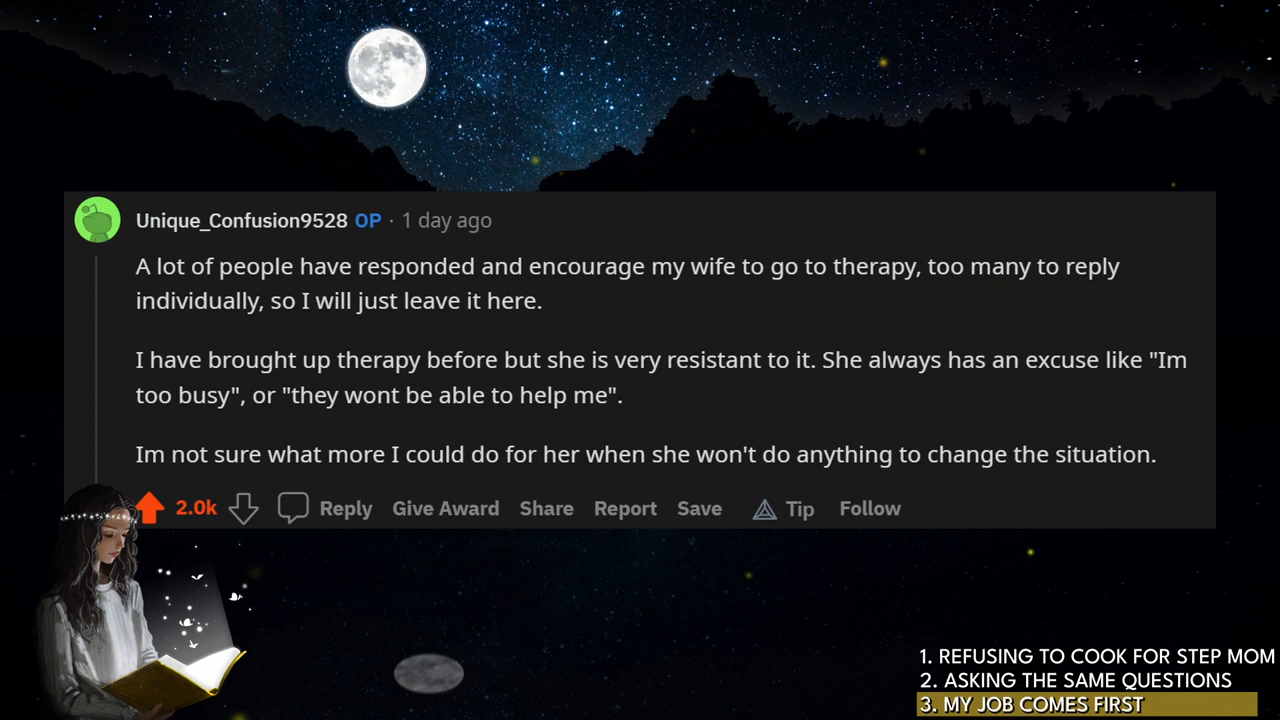 Unique_Confusion9528 OP · 1 day ago
A lot of people have responded and encourage my wife to go to therapy, too many to reply
individually, so I will just leave it here.
I have brought up therapy before but she is very resistant to it. She always has an excuse like "Im
too busy", or "they wont be able to help me".
Im not sure what more I could do for her when she won't do anything to change the situation.
2.0k Reply Give Award Share Report Save Tip Follow
1. REFUSING TO COOK FOR STEP MOM
2. ASKING THE SAME QUESTIONS
3. MY JOB COMES FIRST